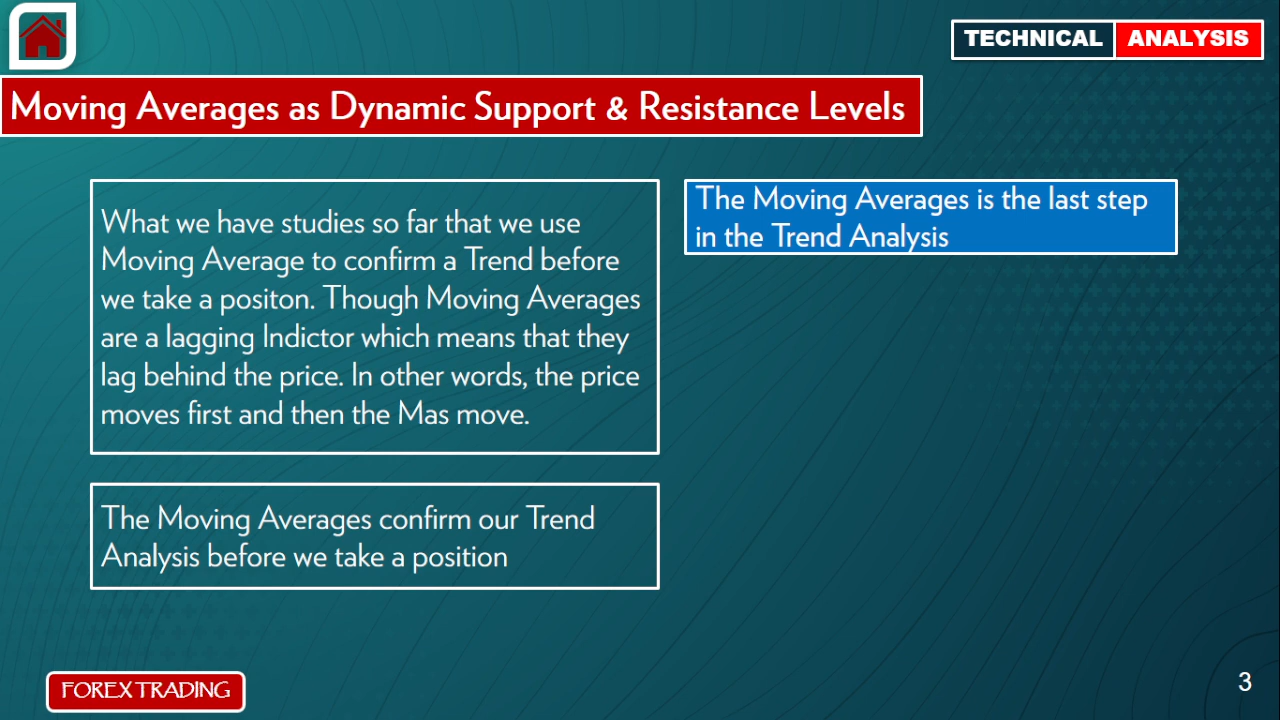 TECHNICAL ANALYSIS
Moving Averages as Dynamic Support & Resistance Levels
What we have studies so far that we use
Moving Average to confirm a Trend before
we take a positon. Though Moving Averages
are a lagging Indictor which means that they
lag behind the price. In other words, the price
moves first and then the Mas move.
The Moving Averages confirm our Trend
Analysis before we take a position
The Moving Averages is the last step
in the Trend Analysis
FOREX TRADING
3